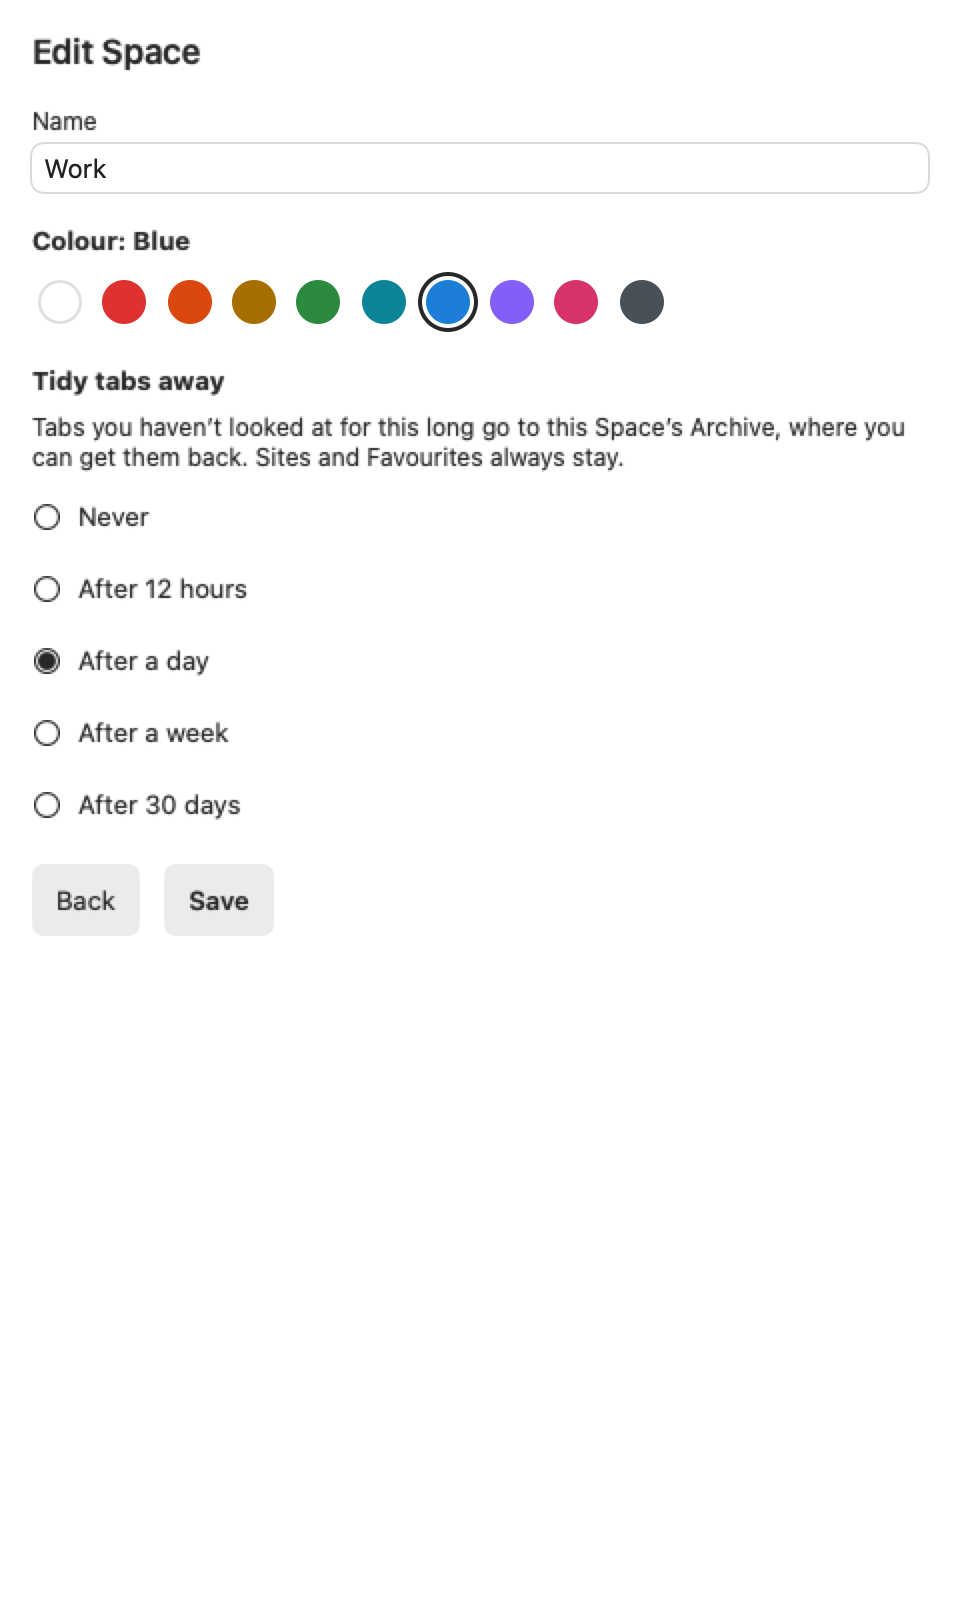 Edit Space
Name
Work
Colour: Blue
Tidy tabs away
Tabs you haven’t looked at for this long go to this Space’s Archive, where you
can get them back. Sites and Favourites always stay.
Never
After 12 hours
After a day
After a week
After 30 days
Back
Save